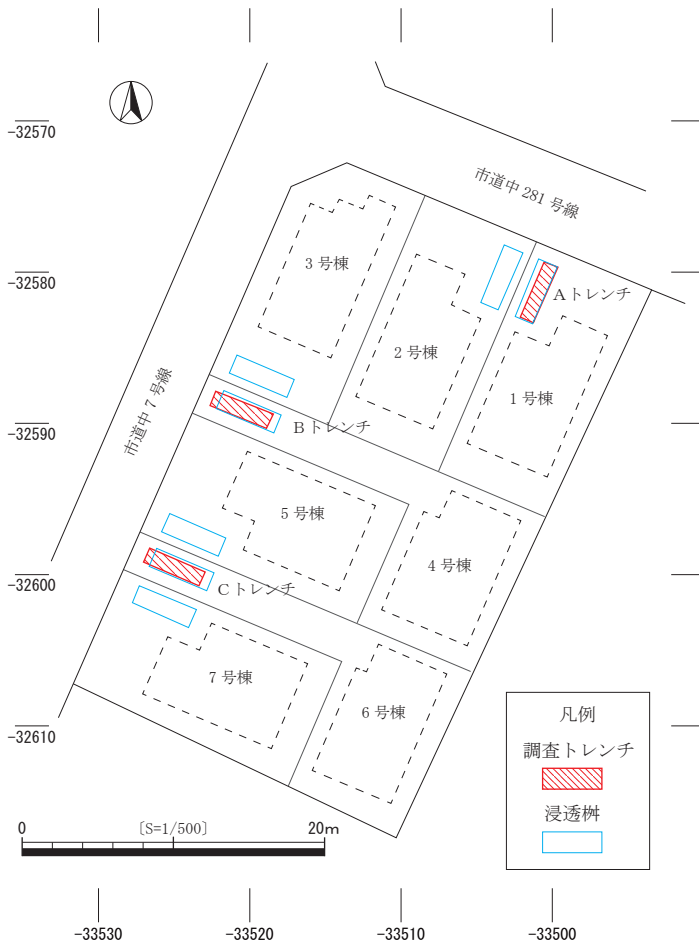 -32570
市道中 281 号線
3 号棟
-32580
Aトレンチ
2 号棟
1 号棟
市道中 7 号線
-32590
Bトレンチ
5 号棟
4 号棟
-32600
Cトレンチ
7 号棟
6 号棟
-32610
凡例
調査トレンチ
浸透桝
0
[S=1/500]
20m
-33530
-33520
-33510
-33500